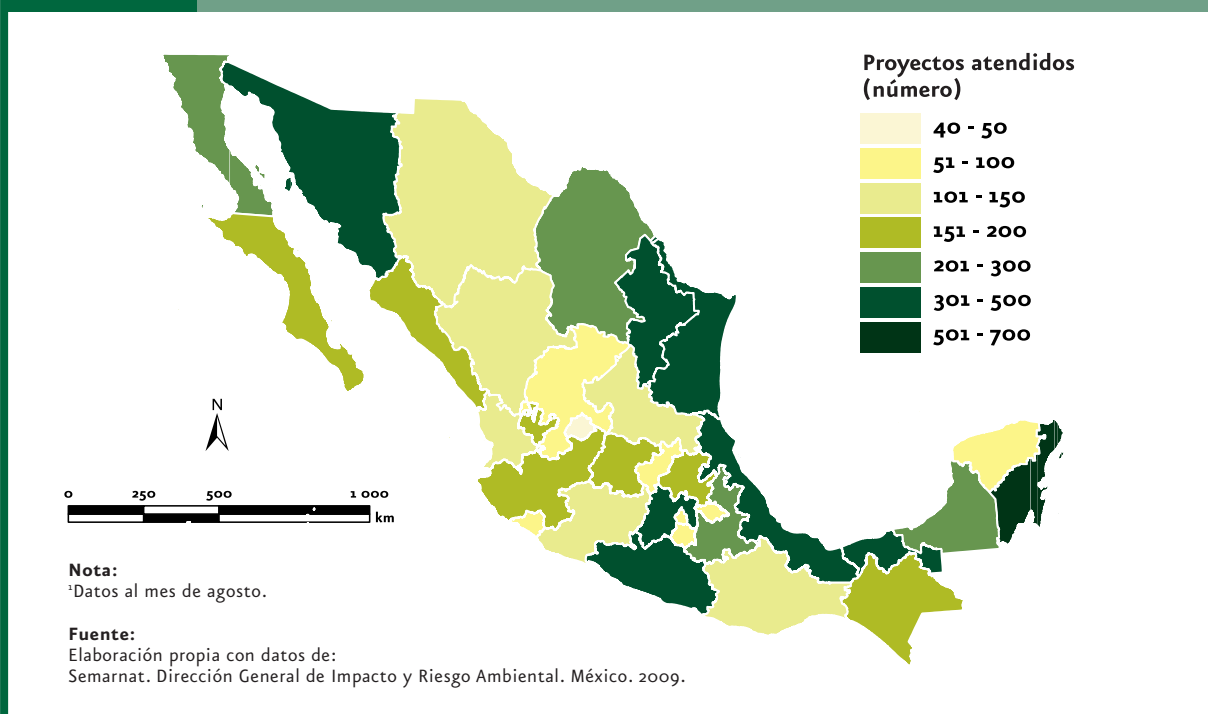 Proyectos atendidos
(número)
40 - 50
51 - 100
101 - 150
151 - 200
201 - 300
301 - 500
501 - 700
N
0 250 500 1 000
km
Nota:
¹Datos al mes de agosto.
Fuente:
Elaboración propia con datos de:
Semarnat. Dirección General de Impacto y Riesgo Ambiental. México. 2009.